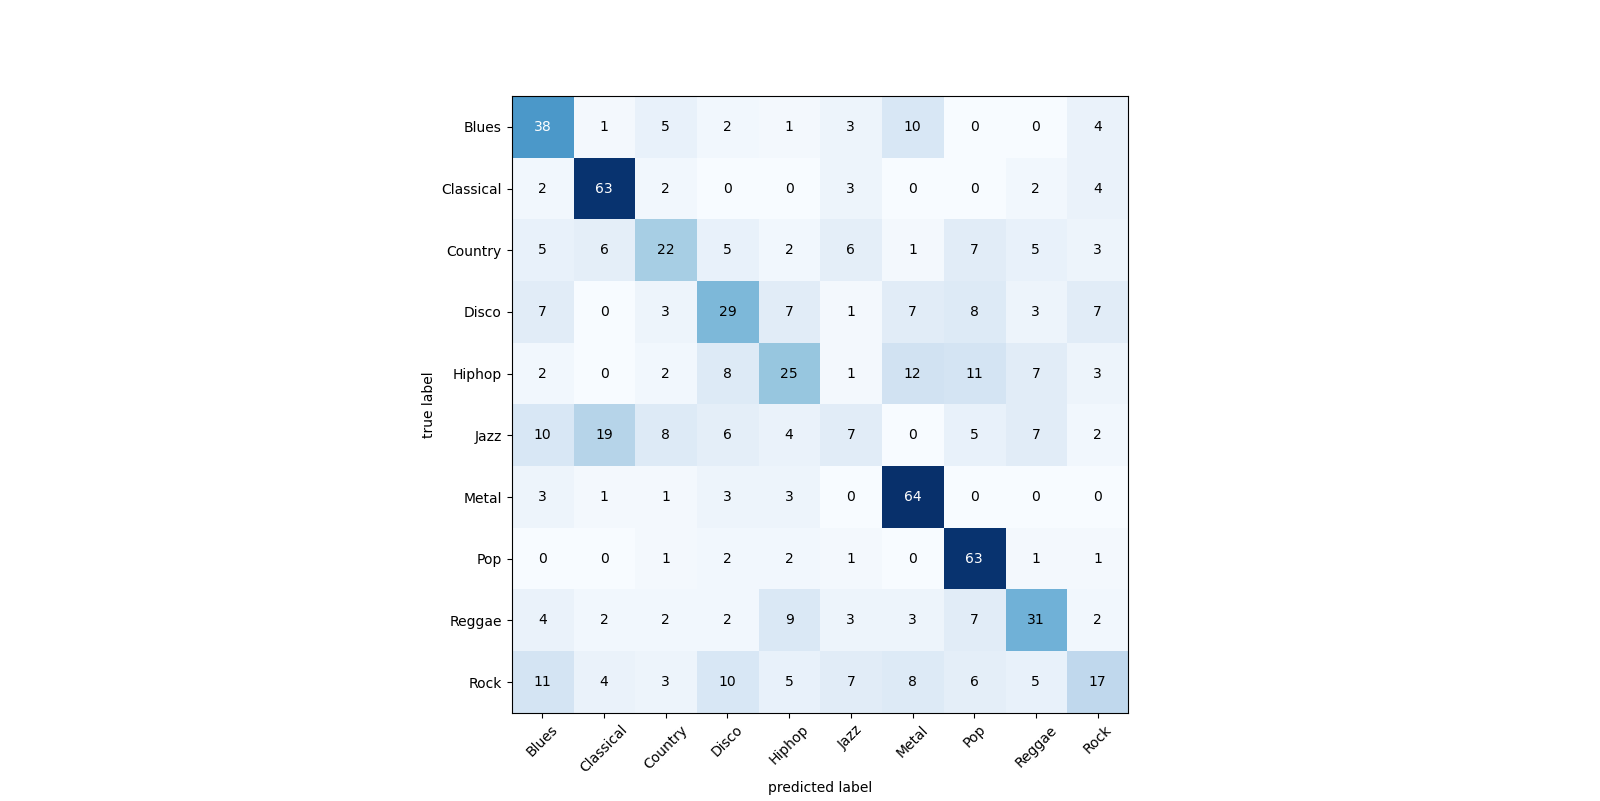 Blues 38 1 5 2 1 3 10 0 0 4
Classical 2 63 2 0 0 3 0 0 2 4
Country 5 6 22 5 2 6 1 7 5 3
Disco 7 0 3 29 7 1 7 8 3 7
Hiphop 2 0 2 8 25 1 12 11 7 3
Jazz 10 19 8 6 4 7 0 5 7 2
Metal 3 1 1 3 3 0 64 0 0 0
Pop 0 0 1 2 2 1 0 63 1 1
Reggae 4 2 2 2 9 3 3 7 31 2
Rock 11 4 3 10 5 7 8 6 5 17
true label
Blues Classical Country Disco Hiphop Jazz Metal Pop Reggae Rock
predicted label